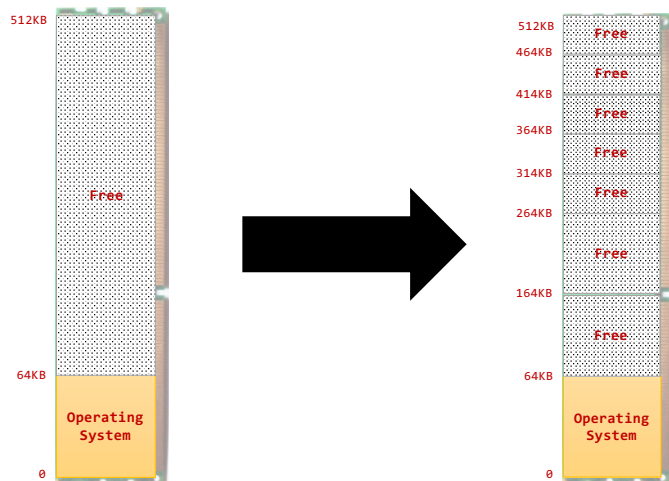 512KB
Free
64KB
Operating
System
0
512KB
Free
464KB
Free
414KB
Free
364KB
Free
314KB
Free
264KB
Free
164KB
Free
64KB
Operating
System
0